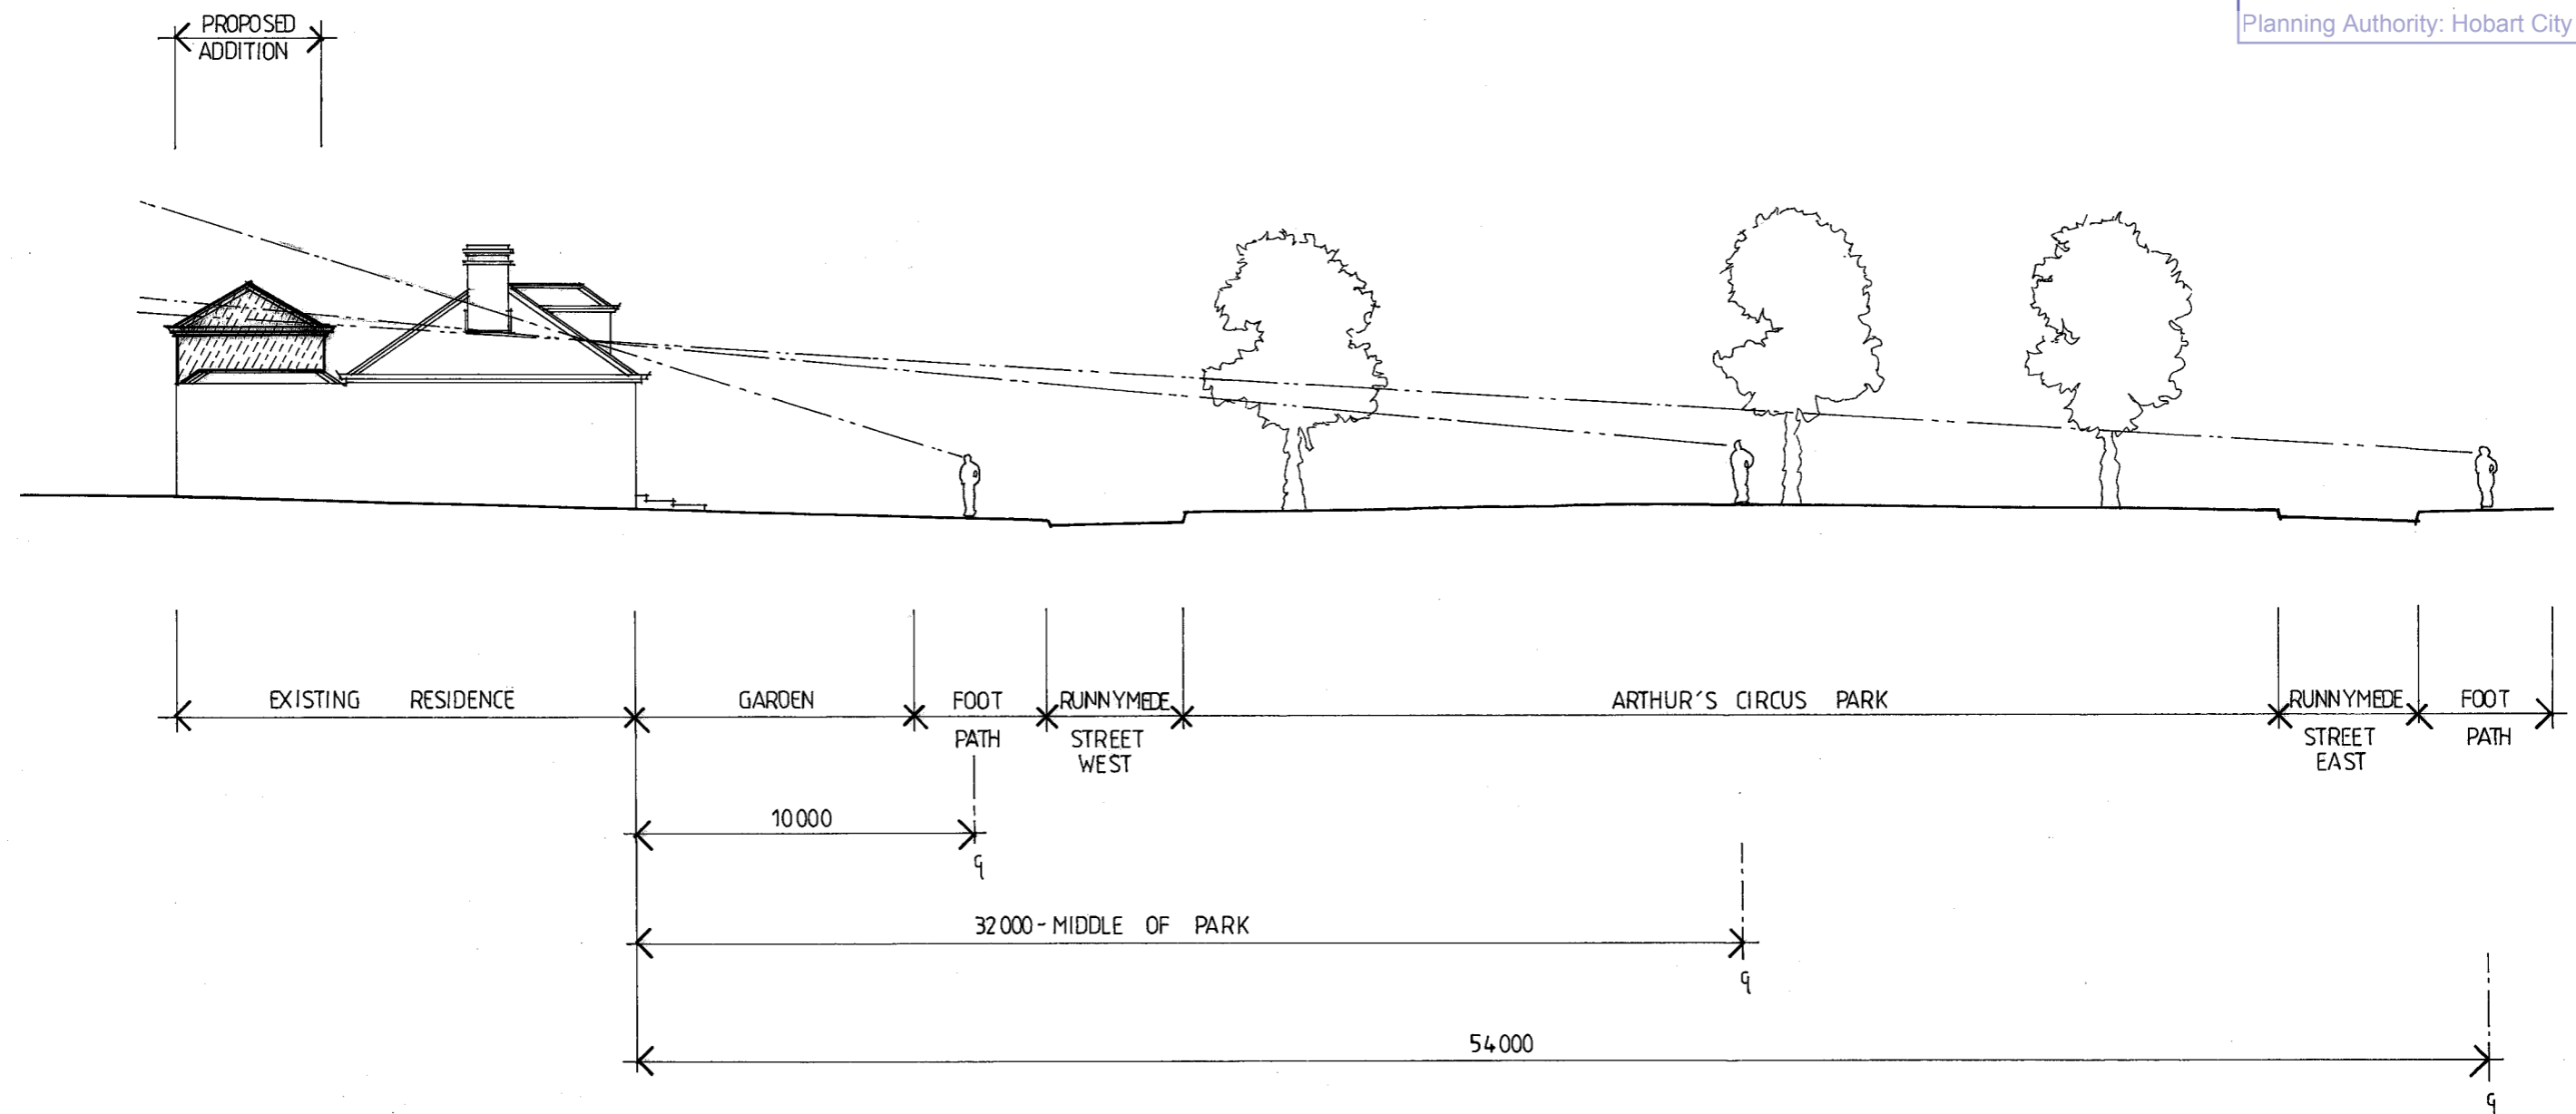 Planning Authority: Hobart City
PROPOSED
ADDITION
EXISTING RESIDENCE
GARDEN
FOOT
PATH
RUNNYMEDE
STREET
WEST
ARTHUR'S CIRCUS PARK
RUNNYMEDE
STREET
EAST
FOOT
PATH
10000
32000-MIDDLE OF PARK
54000